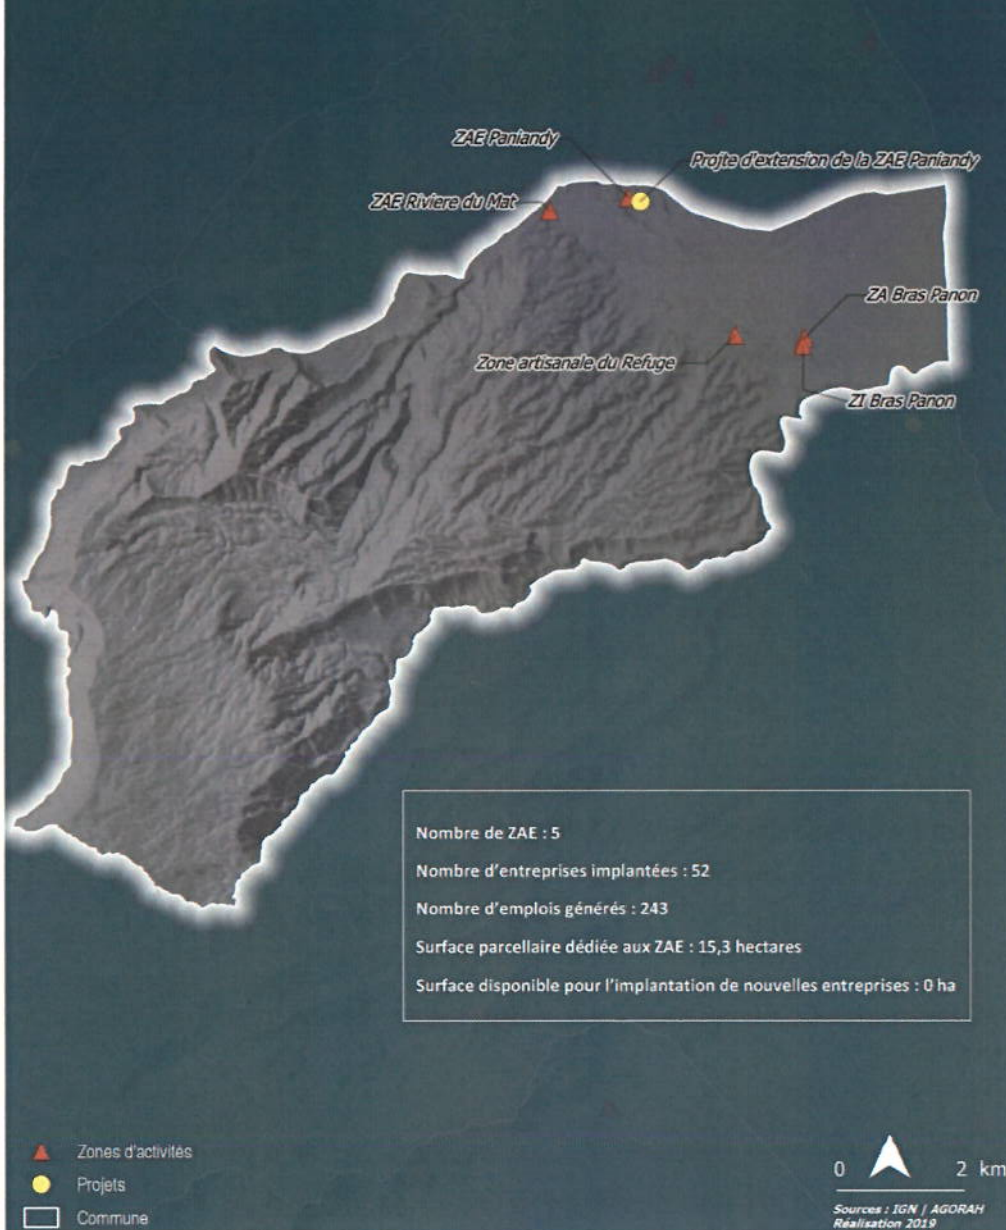 ZAE Paniandy
Projte d'extension de la ZAE Paniandy
ZAE Riviere du Mat
ZA Bras Panon
Zone artisanale du Refuge
ZI Bras Panon
Nombre de ZAE : 5
Nombre d'entreprises implantées : 52
Nombre d'emplois générés : 243
Surface parcellaire dédiée aux ZAE : 15,3 hectares
Surface disponible pour l'implantation de nouvelles entreprises : 0 ha
Zones d'activités
Projets
Commune
0 2 km
Sources : IGN | AGORAH
Réalisation 2019